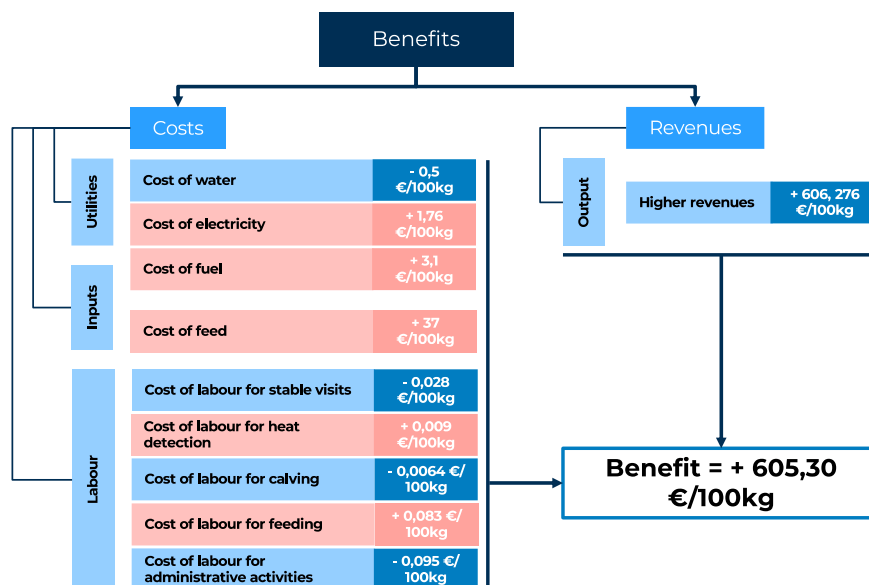 Benefits
Costs
Revenues
Utilities
Cost of water
- 0,5
€/100kg
Cost of electricity
+ 1,76
€/100kg
Cost of fuel
+ 3,1
€/100kg
Inputs
Cost of feed
+ 37
€/100kg
Labour
Cost of labour for stable visits
- 0,028
€/100kg
Cost of labour for heat
detection
+ 0,009
€/100kg
Cost of labour for calving
- 0,0064 €/
100kg
Cost of labour for feeding
+ 0,083 €/
100kg
Cost of labour for
administrative activities
- 0,095 €/
100kg
Output
Higher revenues
+ 606, 276
€/100kg
Benefit = + 605,30
€/100kg